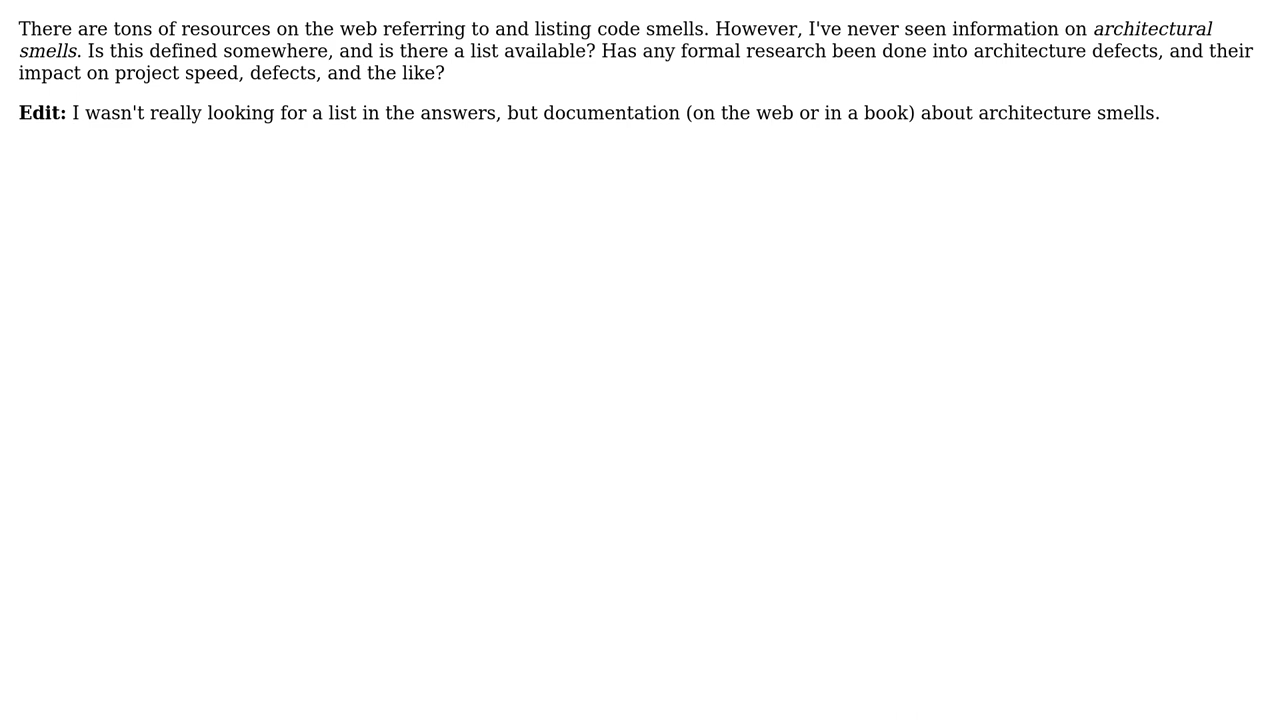 There are tons of resources on the web referring to and listing code smells. However, I've never seen information on architectural
smells. Is this defined somewhere, and is there a list available? Has any formal research been done into architecture defects, and their
impact on project speed, defects, and the like?
Edit: I wasn't really looking for a list in the answers, but documentation (on the web or in a book) about architecture smells.